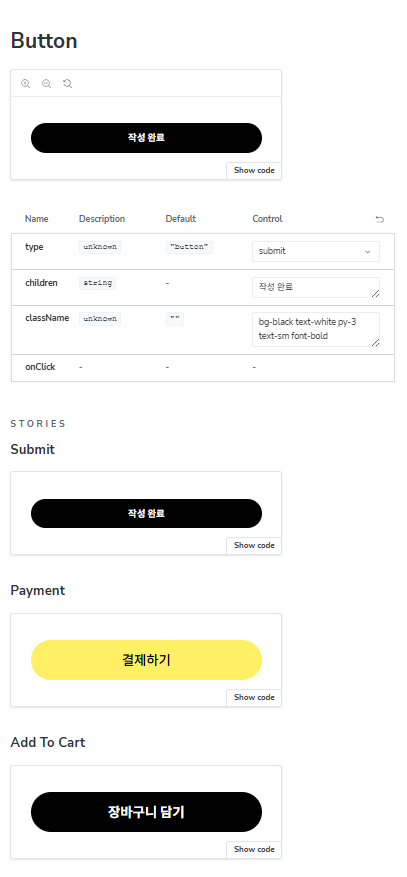 Button
작성 완료
Show code
Name Description Default Control
type unknown "button" submit
children string - 작성 완료
className unknown "" bg-black text-white py-3
text-sm font-bold
onClick - - -
STORIES
Submit
작성 완료
Show code
Payment
결제하기
Show code
Add To Cart
장바구니 담기
Show code